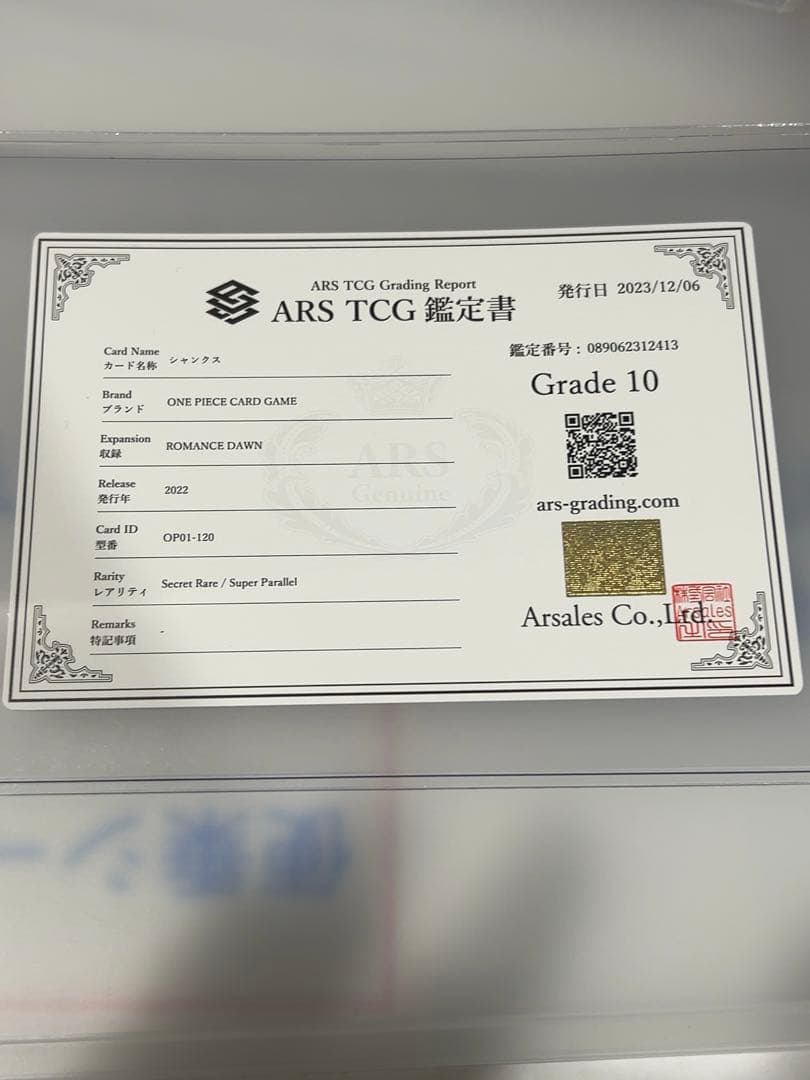 ARS TCG Grading Report
ARS TCG 鑑定書
発行日 2023/12/06
Card Name
カード名称
シャンクス
Brand
ブランド
ONE PIECE CARD GAME
Expansion
収録
ROMANCE DAWN
Release
発行年
2022
Card ID
型番
OP01-120
Rarity
レアリティ
Secret Rare / Super Parallel
Remarks
特記事項
-
ARS
Genuine
鑑定番号：089062312413
Grade 10
ars-grading.com
Arsales Co.,Ltd.
Arsales